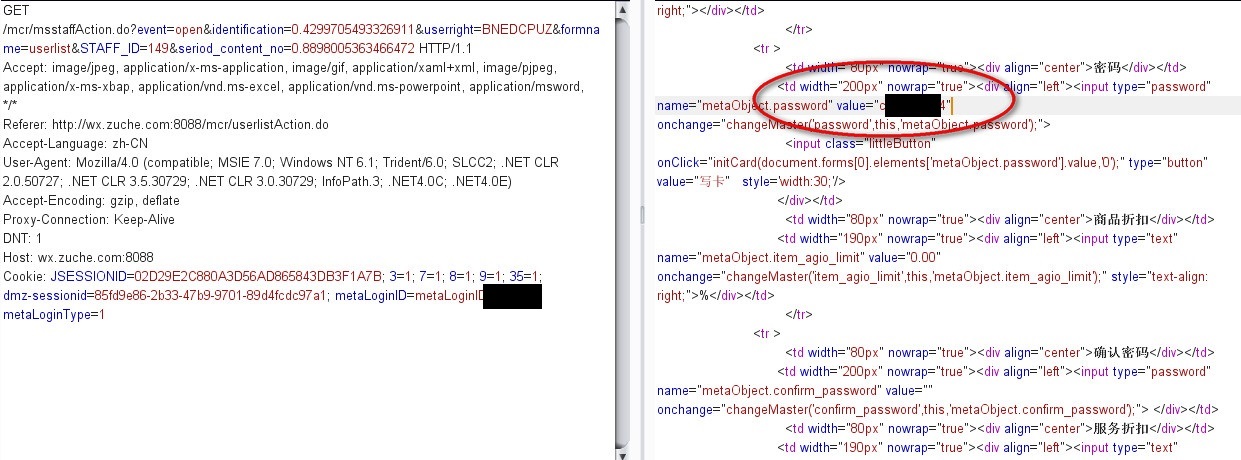 GET
/mcr/msstaffAction.do?event=open&identification=0.4299705493326911&userright=BNEDCPUZ&formna
me=userlist&STAFF_ID=149&seriod_content_no=0.8898005363466472 HTTP/1.1
Accept: image/jpeg, application/x-ms-application, image/gif, application/xaml+xml, image/pjpeg,
application/x-ms-xbap, application/vnd.ms-excel, application/vnd.ms-powerpoint, application/msword,
*/*
Referer: http://wx.zuche.com:8088/mcr/userlistAction.do
Accept-Language: zh-CN
User-Agent: Mozilla/4.0 (compatible; MSIE 7.0; Windows NT 6.1; Trident/6.0; SLCC2; .NET CLR
2.0.50727; .NET CLR 3.5.30729; .NET CLR 3.0.30729; InfoPath.3; .NET4.0C; .NET4.0E)
Accept-Encoding: gzip, deflate
Proxy-Connection: Keep-Alive
DNT: 1
Host: wx.zuche.com:8088
Cookie: JSESSIONID=02D29E2C880A3D56AD865843DB3F1A7B; 3=1; 7=1; 8=1; 9=1; 35=1;
dmz-sessionid=85fd9e86-2b33-47b9-9701-89d4fcdc97a1; metaLoginID=metaLoginID
metaLoginType=1
right;"></div></td>
</tr>
<tr >
<td width="80px" nowrap="true"><div align="center">密码</div></td>
<td width="200px" nowrap="true"><div align="left"><input type="password"
name="metaObject.password" value="c 4"
onchange="changeMaster('password',this,'metaObject.password');">
<input class="littleButton"
onClick="initCard(document.forms[0].elements['metaObject.password'].value,'0');" type="button"
value="写卡" style='width:30;'/>
</div></td>
<td width="80px" nowrap="true"><div align="center">商品折扣</div></td>
<td width="190px" nowrap="true"><div align="left"><input type="text"
name="metaObject.item_agio_limit" value="0.00"
onchange="changeMaster('item_agio_limit',this,'metaObject.item_agio_limit');" style="text-align:
right;">%</div></td>
</tr>
<tr >
<td width="80px" nowrap="true"><div align="center">确认密码</div></td>
<td width="200px" nowrap="true"><div align="left"><input type="password"
name="metaObject.confirm_password" value=""
onchange="changeMaster('confirm_password',this,'metaObject.confirm_password');"> </div></td>
<td width="80px" nowrap="true"><div align="center">服务折扣</div></td>
<td width="190px" nowrap="true"><div align="left"><input type="text"